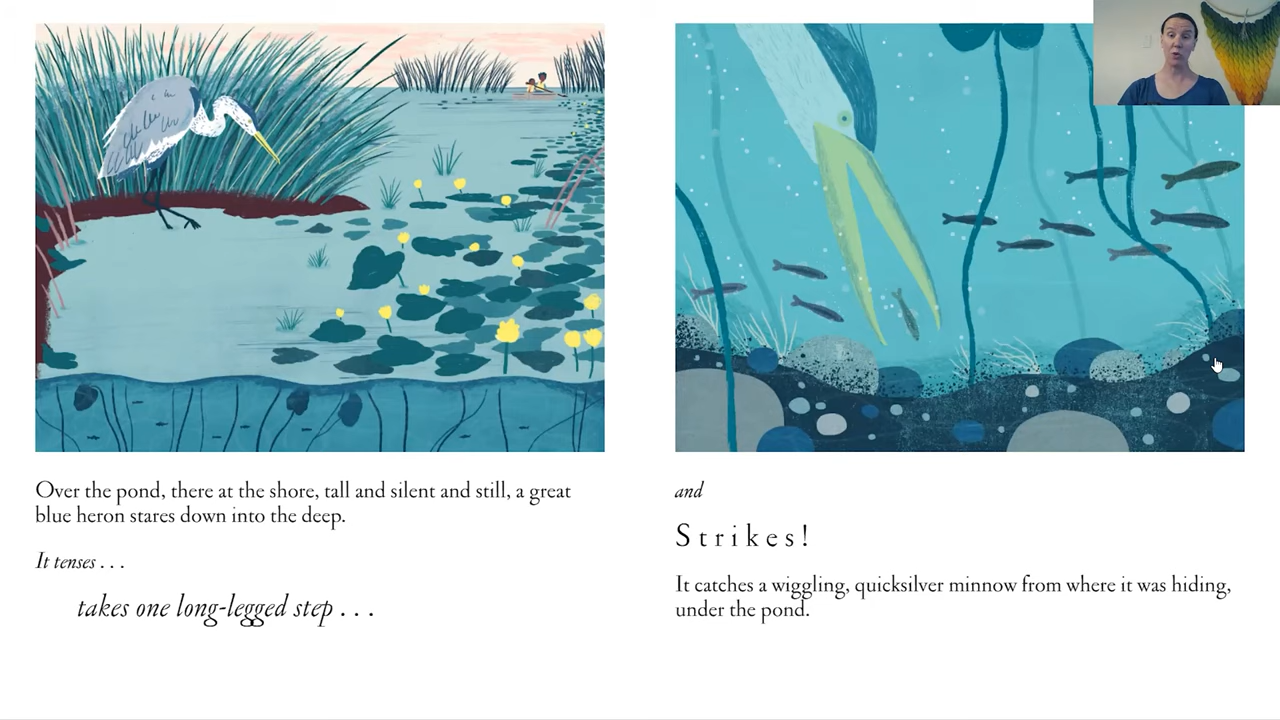 Over the pond, there at the shore, tall and silent and still, a great
blue heron stares down into the deep.
It tenses . . .
takes one long-legged step . . .
and
Strikes!
It catches a wiggling, quicksilver minnow from where it was hiding,
under the pond.